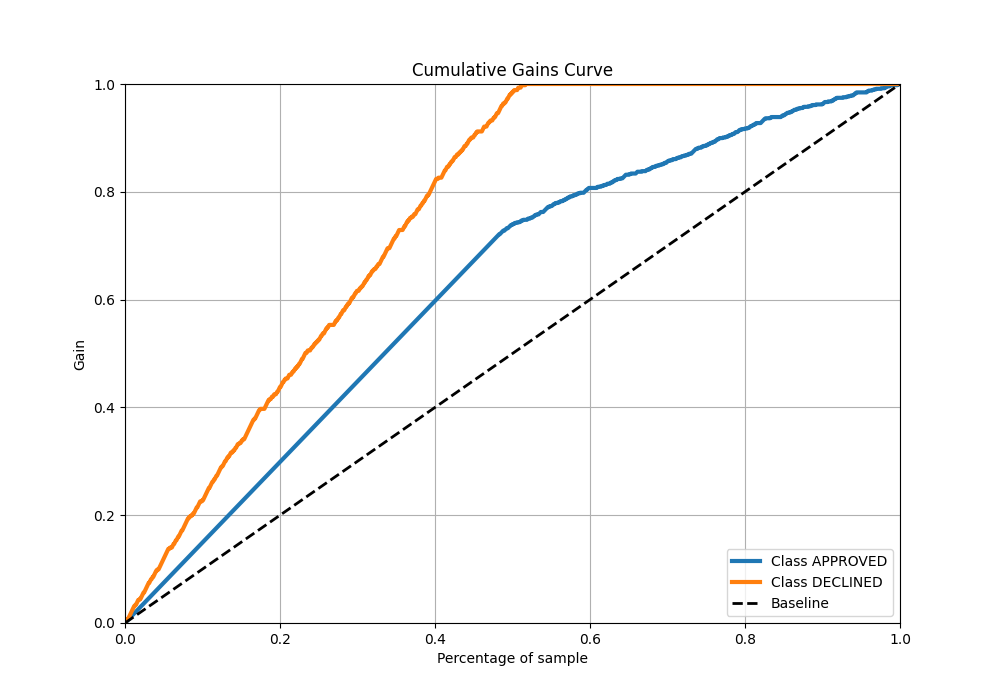 Cumulative Gains Curve
1.0
0.8
0.6
0.4
0.2
0.0
Gain
Class APPROVED
Class DECLINED
Baseline
0.0 0.2 0.4 0.6 0.8 1.0
Percentage of sample